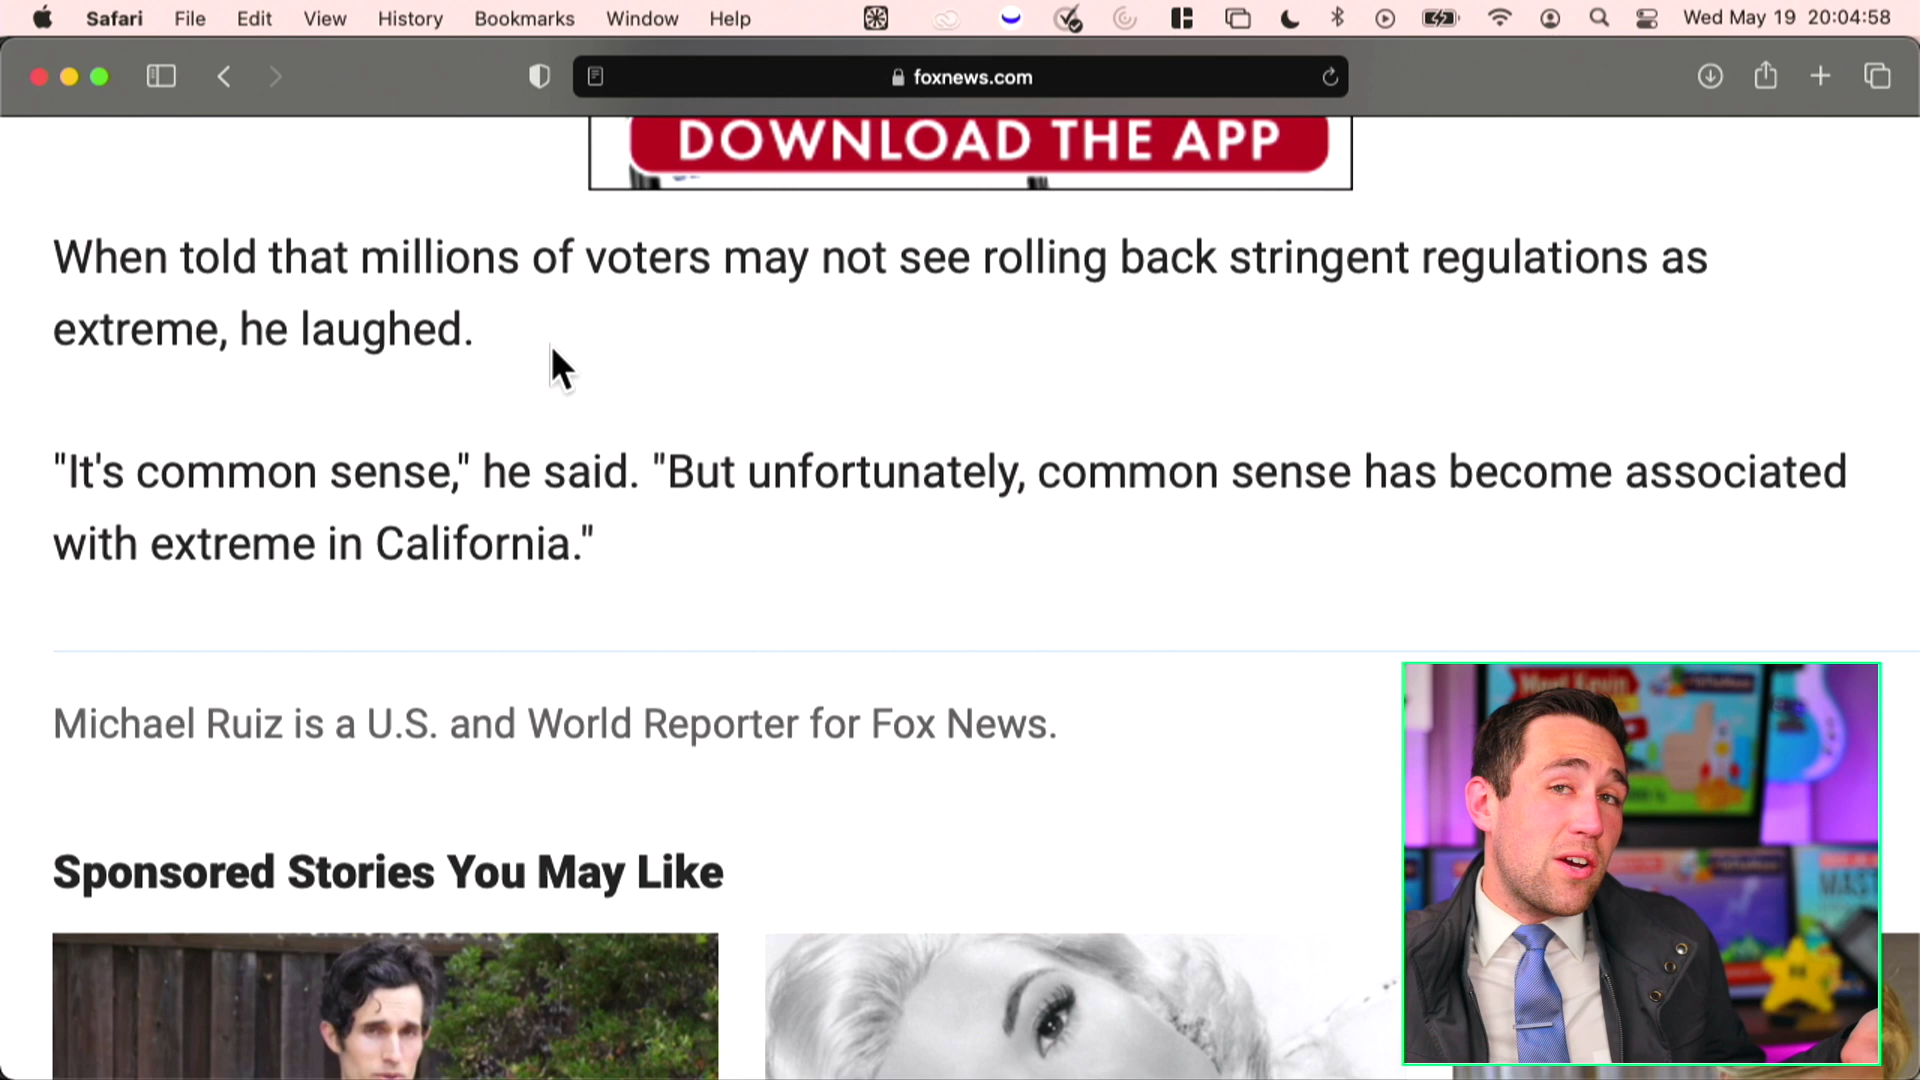 Safari File Edit View History Bookmarks Window Help Wed May 19 20:04:58
foxnews.com
DOWNLOAD THE APP
When told that millions of voters may not see rolling back stringent regulations as
extreme, he laughed.
"It's common sense," he said. "But unfortunately, common sense has become associated
with extreme in California."
Michael Ruiz is a U.S. and World Reporter for Fox News.
Sponsored Stories You May Like
Meet Kevin